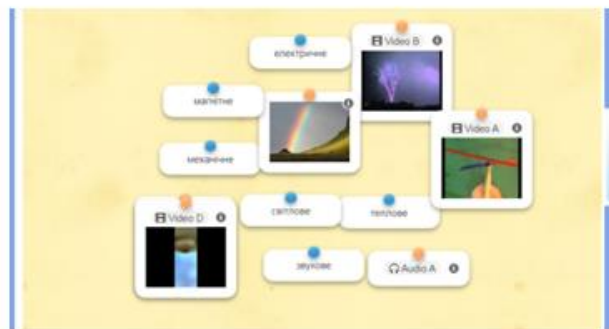 електричне
Video B
магнітне
Video A
механічне
світлове
теплове
Video D
звукове
Audio A